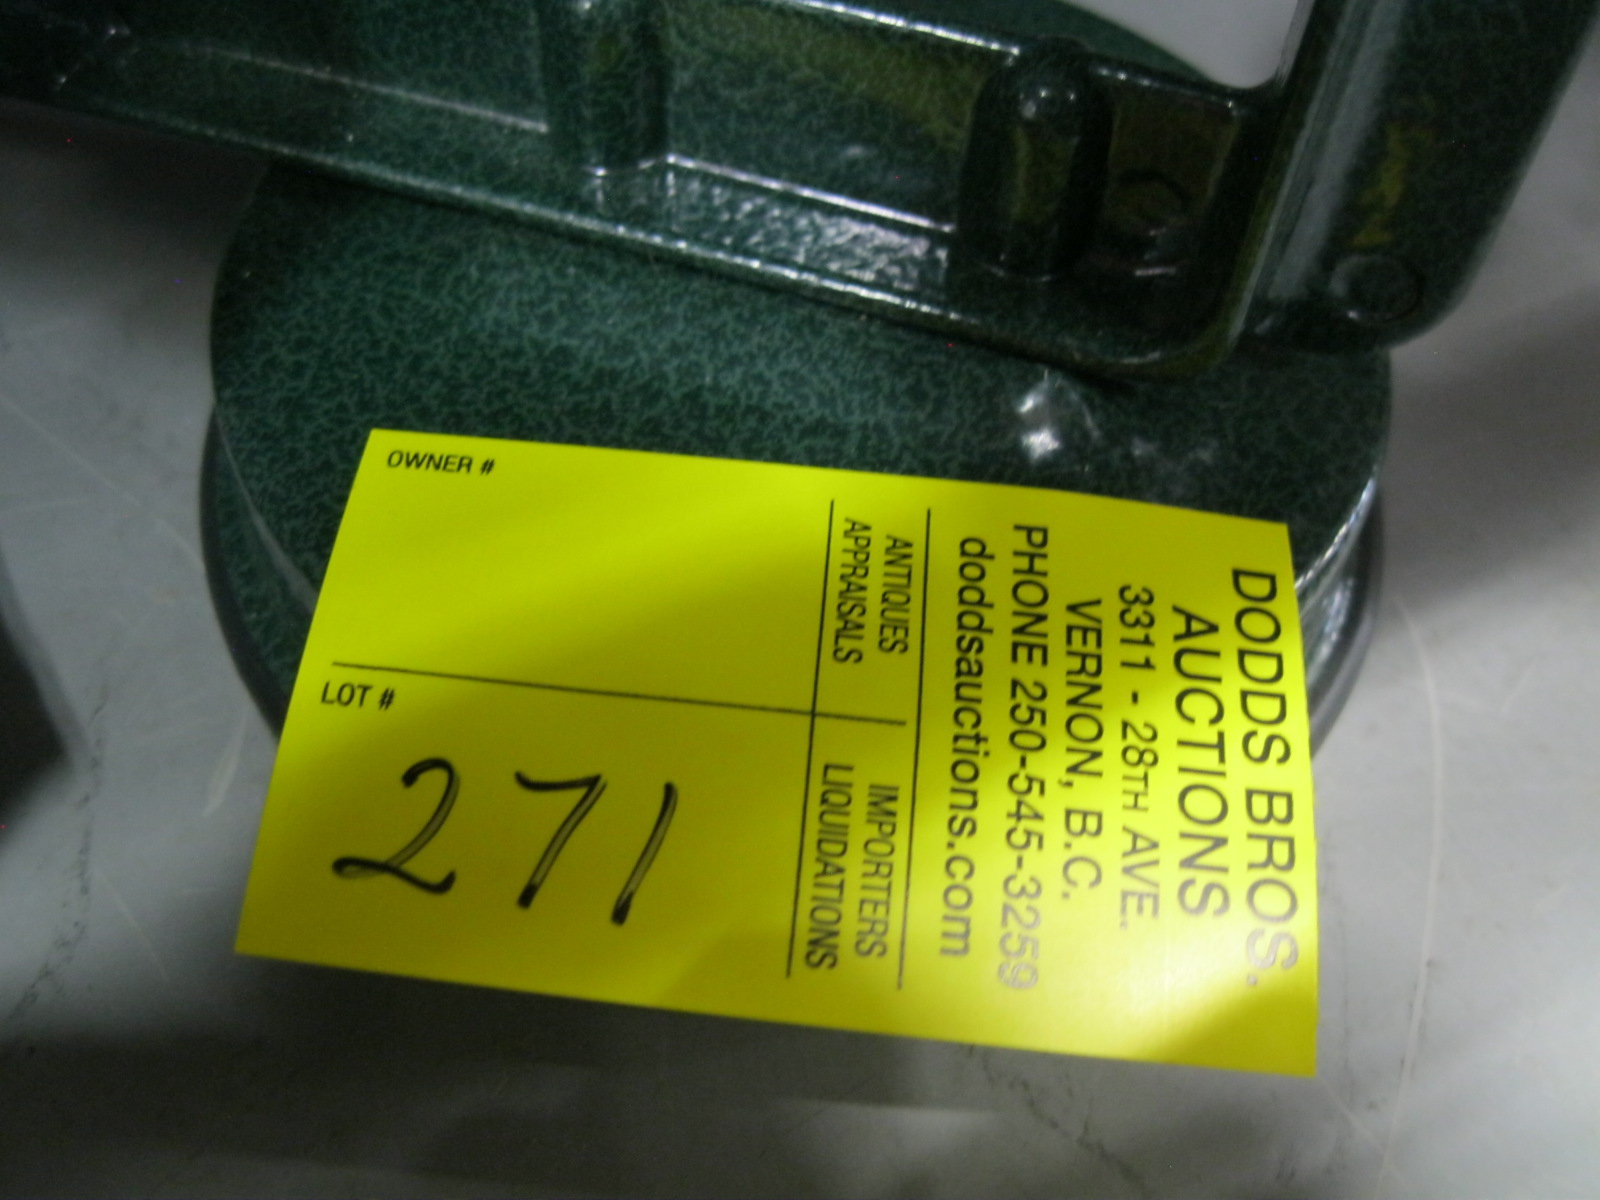 DODDS BROS.
AUCTIONS
3311 - 28TH AVE.
VERNON, B.C.
PHONE 250-545-3259
doddsauctions.com
ANTIQUES
APPRAISALS
IMPORTERS
LIQUIDATIONS
OWNER #
LOT #
271